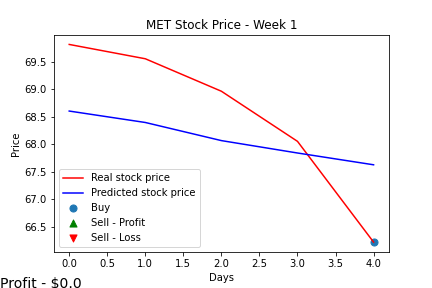 MET Stock Price - Week 1
Price
69.5
69.0
68.5
68.0
67.5
67.0
66.5
Real stock price
Predicted stock price
Buy
Sell - Profit
Sell - Loss
0.0 0.5 1.0 1.5 2.0 2.5 3.0 3.5 4.0
Days
Profit - $0.0